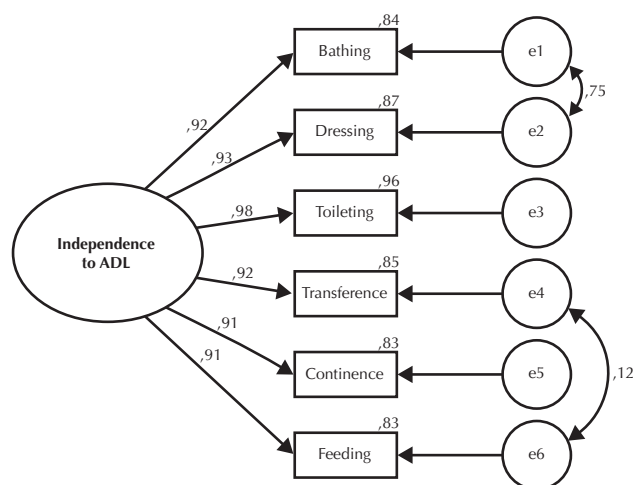 ,84
Bathing
e1
,92
,75
,87
Dressing
e2
,93
,96
Toileting
e3
,98
Independence
to ADL
,85
Transference
e4
,92
,83
Continence
e5
,91
,12
,91
,83
Feeding
e6